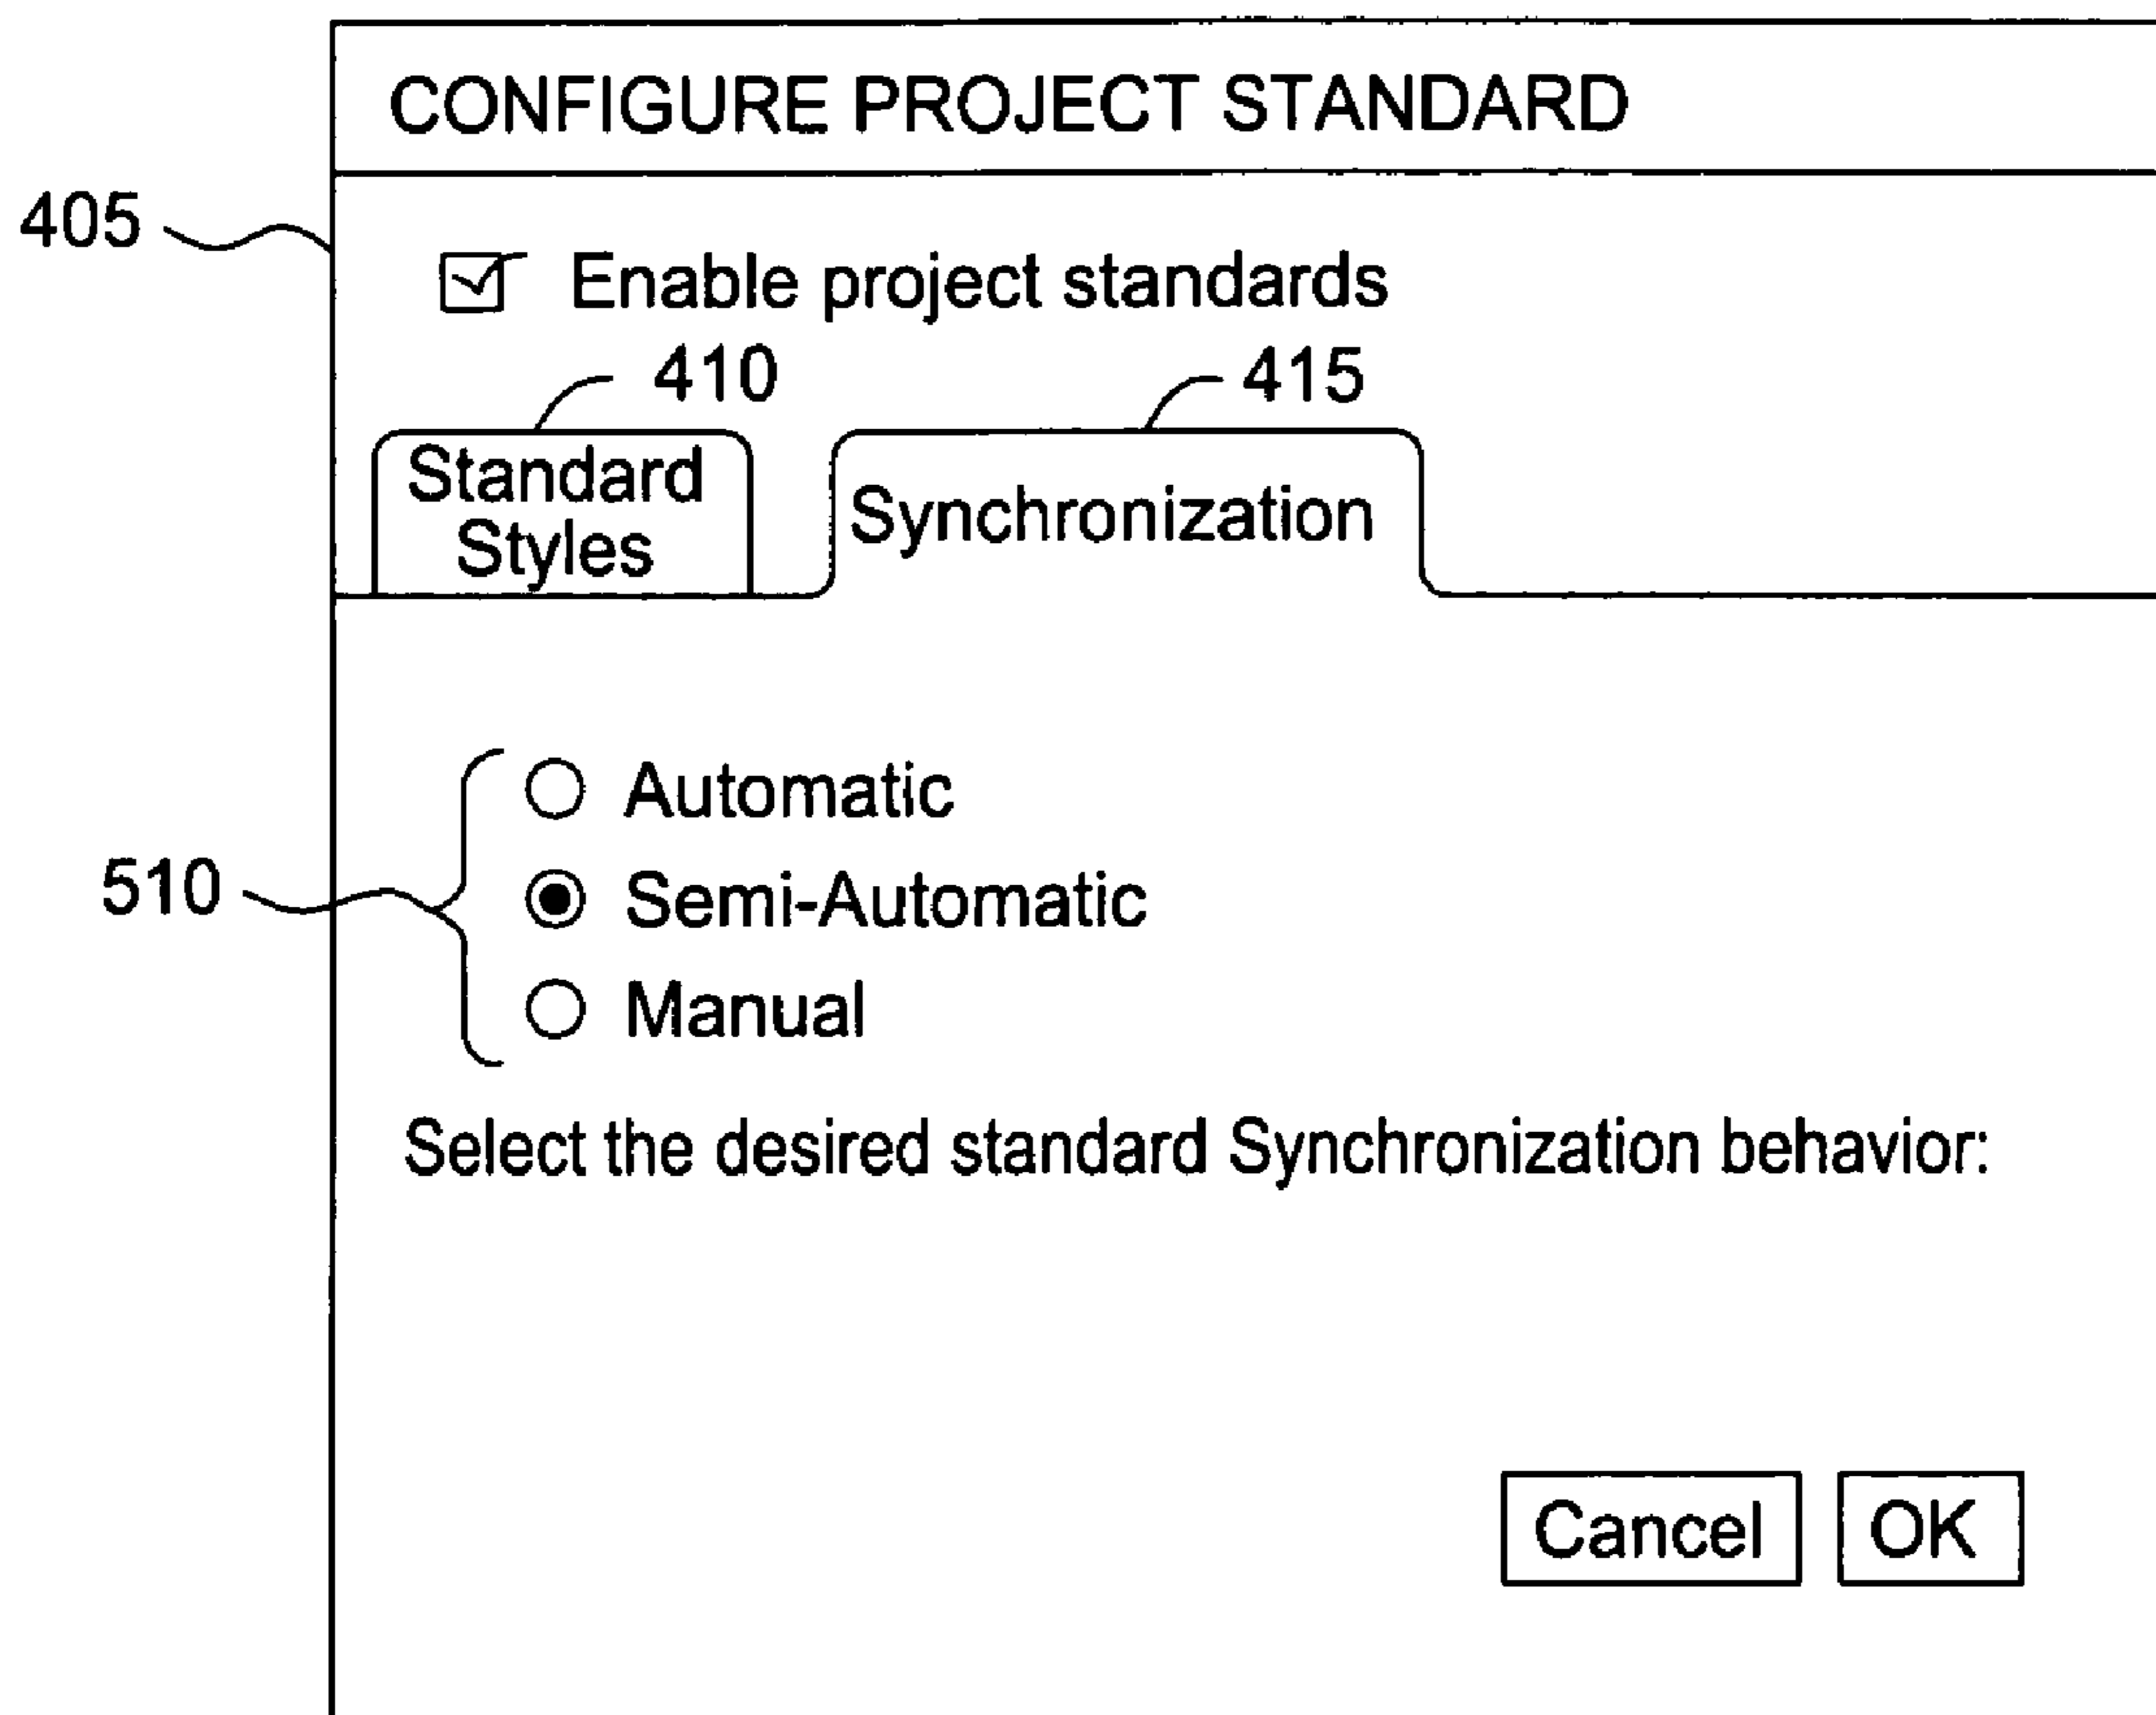 CONFIGURE PROJECT STANDARD
405
Enable project standards
410
415
Standard
Styles
Synchronization
Automatic
510
Semi-Automatic
Manual
Select the desired standard Synchronization behavior:
Cancel
OK